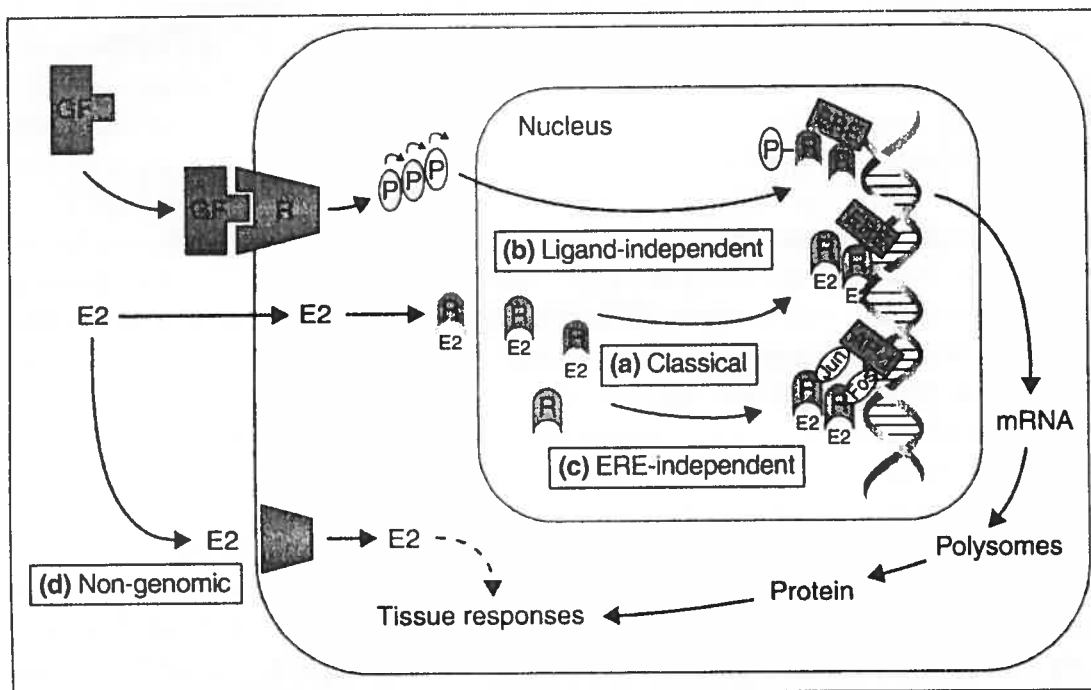 GF
Nucleus
P
R
R
P P P
GF
R
(b) Ligand-independent
R
R
E2
E2
E2
E2
R
E2
R
E2
R
E2
(a) Classical
Jun
Fos
R
R
E2
E2
R
(c) ERE-independent
mRNA
E2
E2
(d) Non-genomic
Polysomes
Protein
Tissue responses